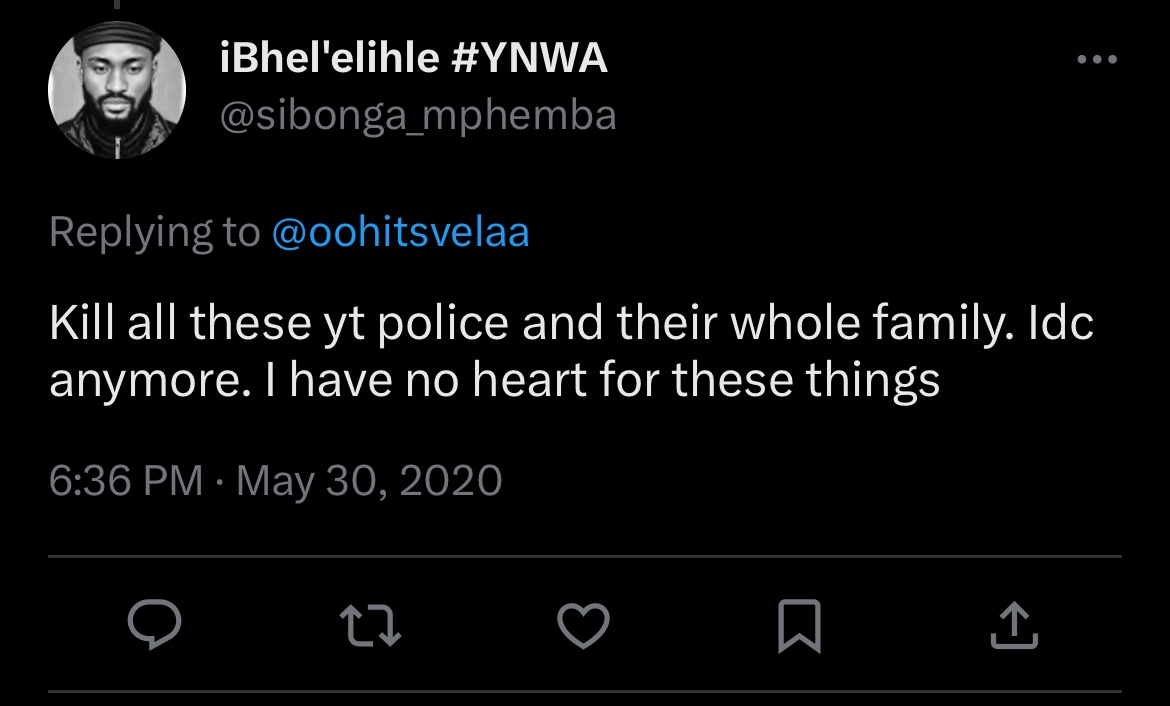 iBhel'elihle #YNWA
@sibonga_mphemba
Replying to @oohitsvelaa
Kill all these yt police and their whole family. Idc
anymore. I have no heart for these things
6:36 PM · May 30, 2020